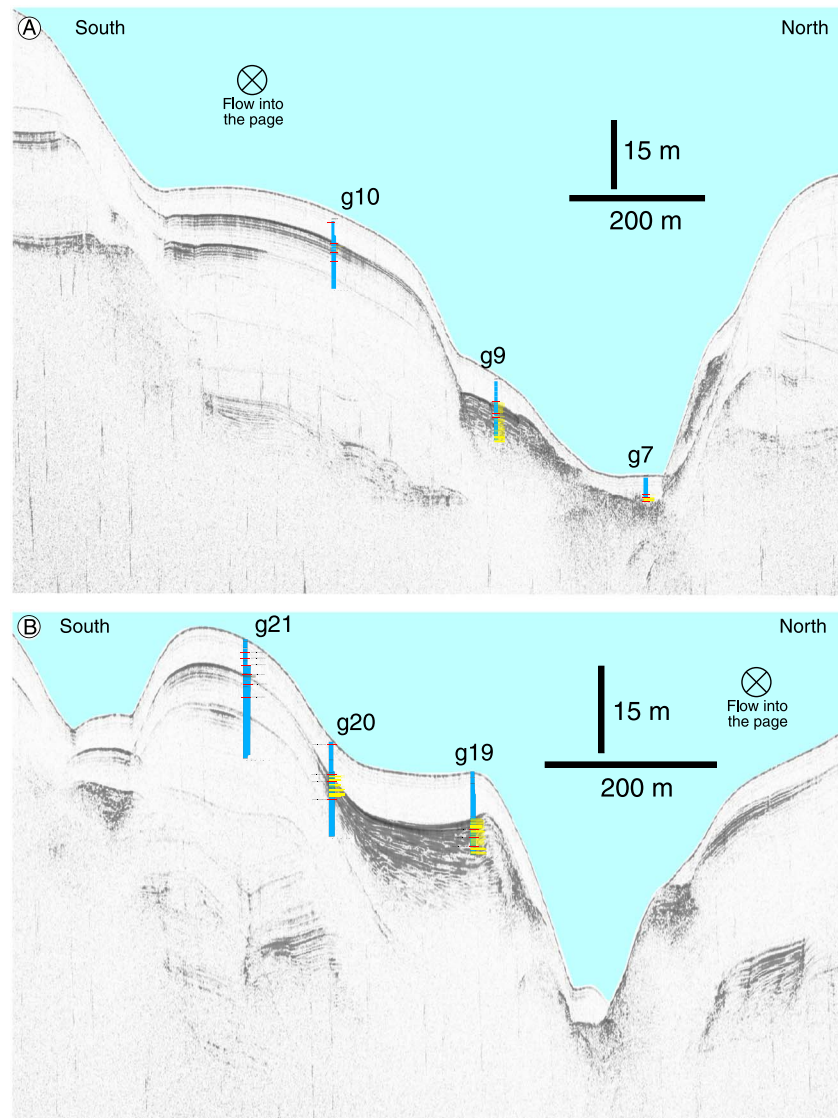 A South North
Flow into
the page
15 m
200 m
g10
g9
g7
B South North
g21
15 m
Flow into
the page
g20
g19
200 m